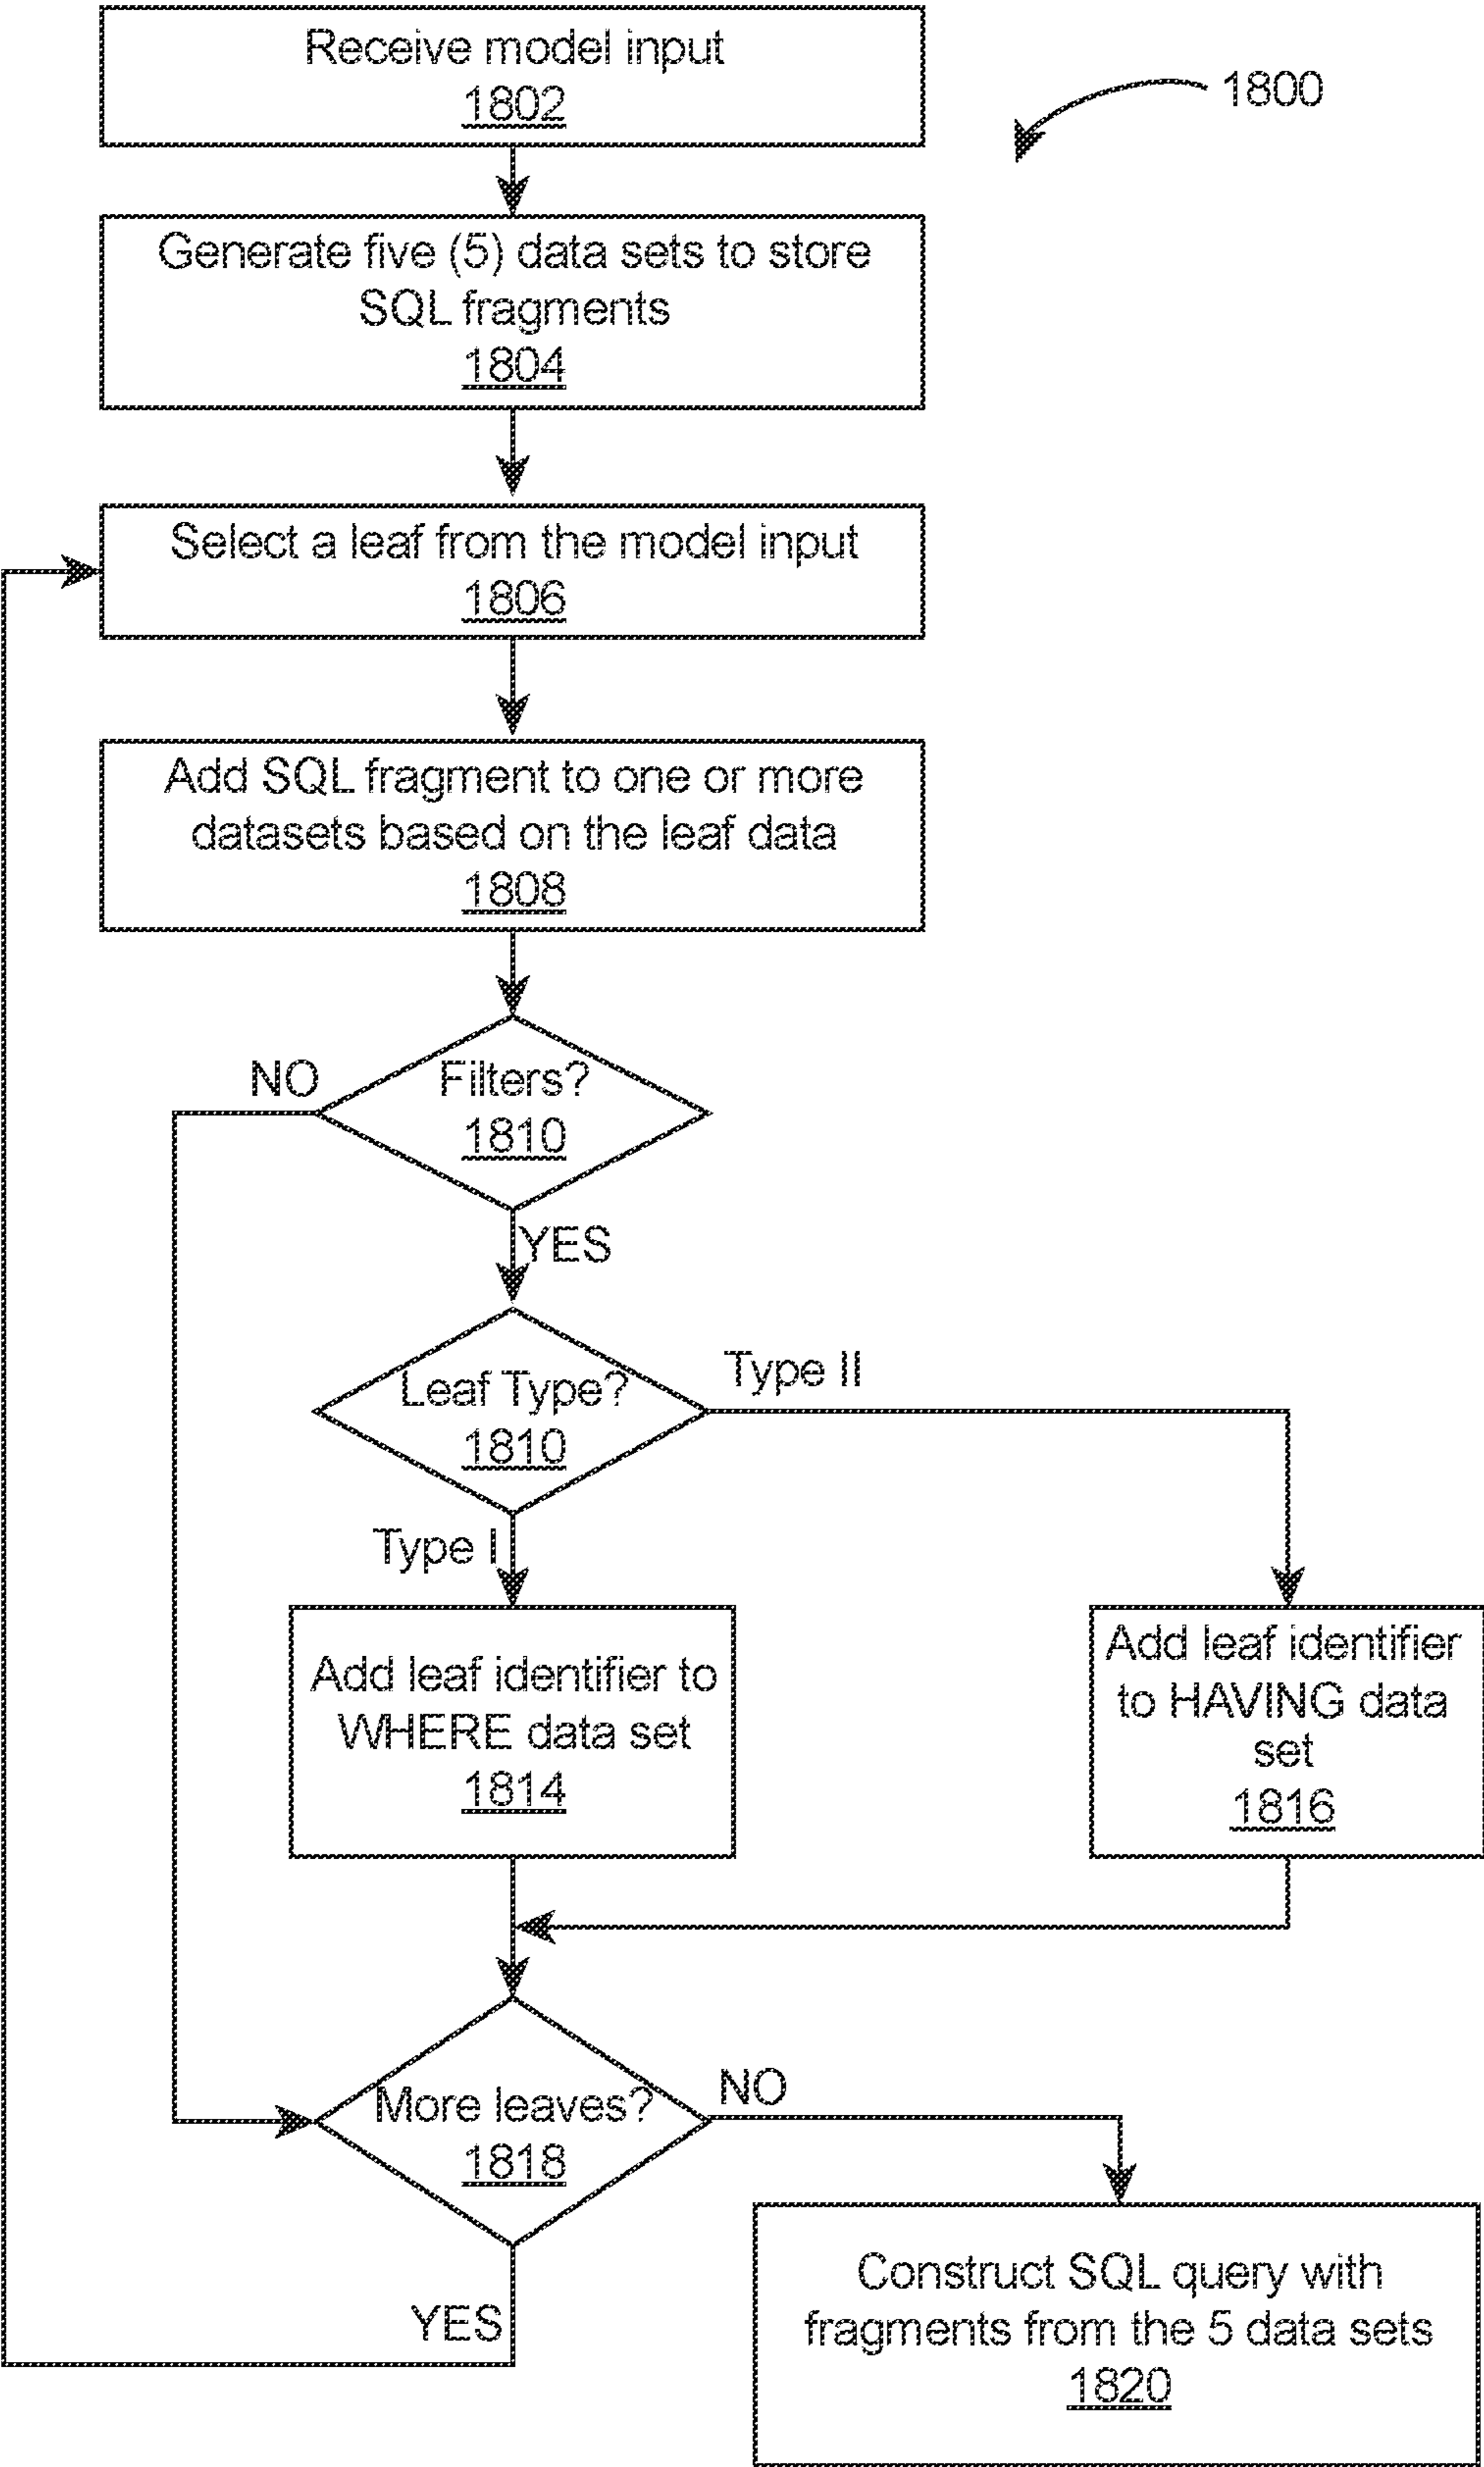 Receive model input
1802
1800
Generate five (5) data sets to store
SQL fragments
1804
Select a leaf from the model input
1806
Add SQL fragment to one or more
datasets based on the leaf data
1808
NO
Filters?
1810
YES
Leaf Type?
1810
Type II
Type I
Add leaf identifier to
WHERE data set
1814
Add leaf identifier
to HAVING data
set
1816
More leaves?
1818
NO
YES
Construct SQL query with
fragments from the 5 data sets
1820